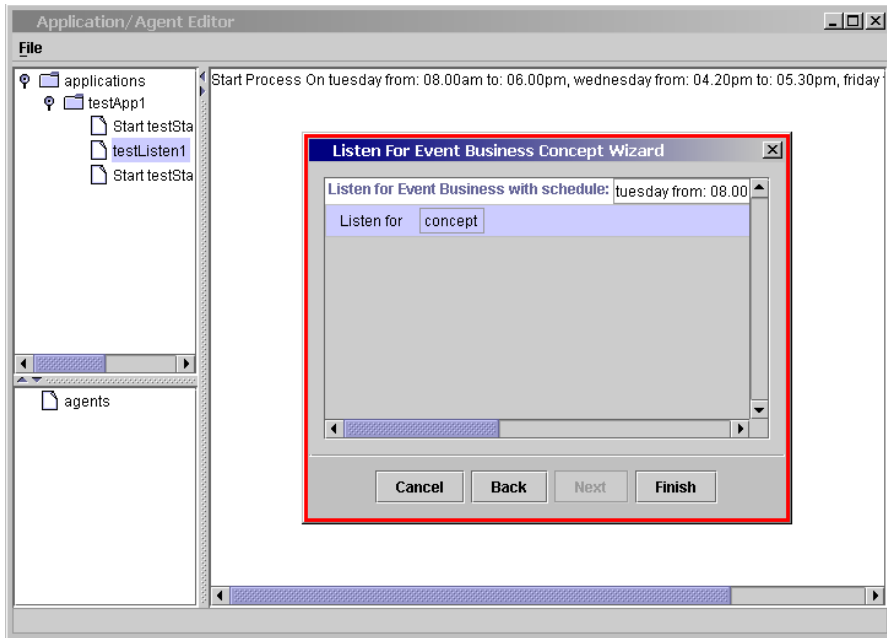 Application/Agent Editor
File
applications
testApp1
Start testSta
testListen1
Start testSta
agents
Start Process On tuesday from: 08.00am to: 06.00pm, wednesday from: 04.20pm to: 05.30pm, friday
Listen For Event Business Concept Wizard
Listen for Event Business with schedule: tuesday from: 08.00
Listen for concept
Cancel Back Next Finish